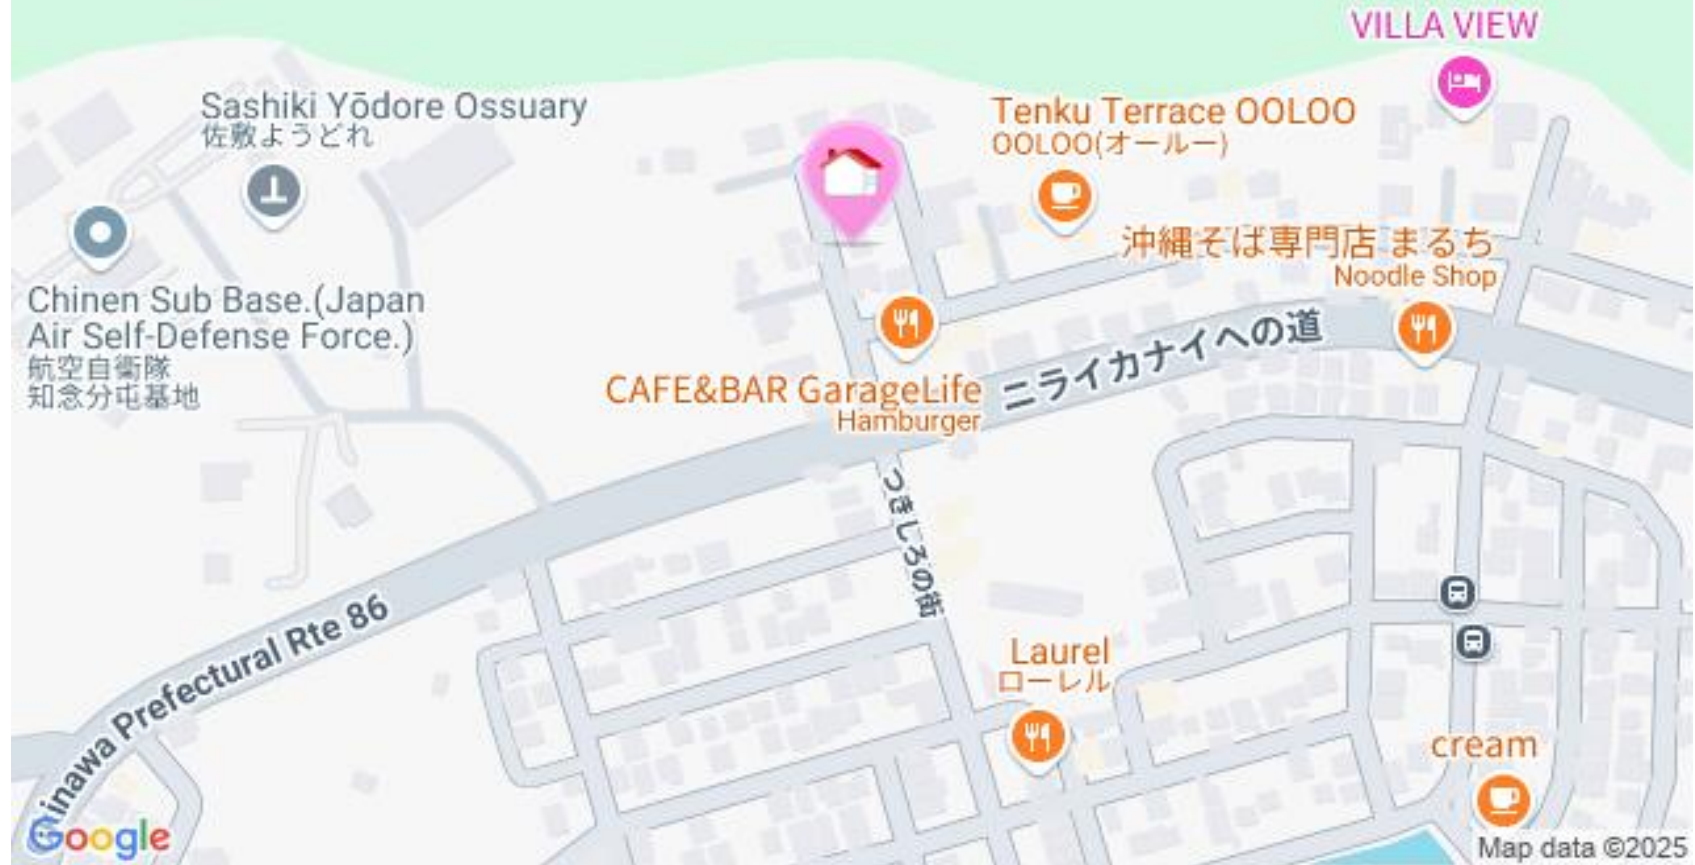 VILLA VIEW
Sashiki Yōdore Ossuary
佐敷ようどれ
Tenku Terrace OOLOO
OOLOO(オールー)
沖縄そば専門店 まるち
Noodle Shop
Chinen Sub Base.(Japan
Air Self-Defense Force.)
航空自衛隊
知念分屯基地
ニライカナイへの道
CAFE&BAR GarageLife
Hamburger
つきしろの街
Prefectural Rte 86
Laurel
ローレル
cream
Google
Map data ©2025